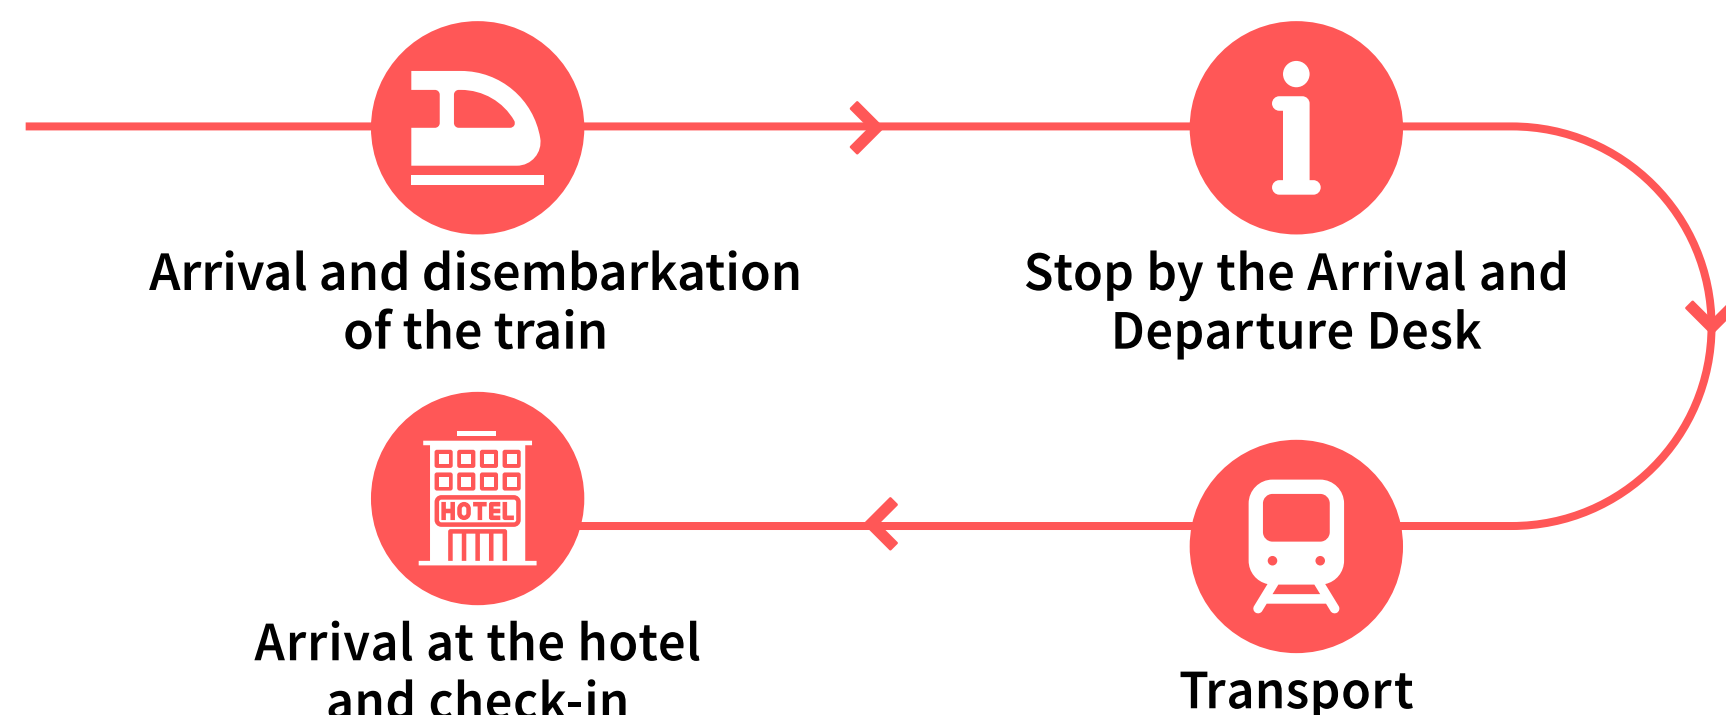 Arrival and disembarkation
of the train
Stop by the Arrival and
Departure Desk
Transport
HOTEL
Arrival at the hotel
and check-in